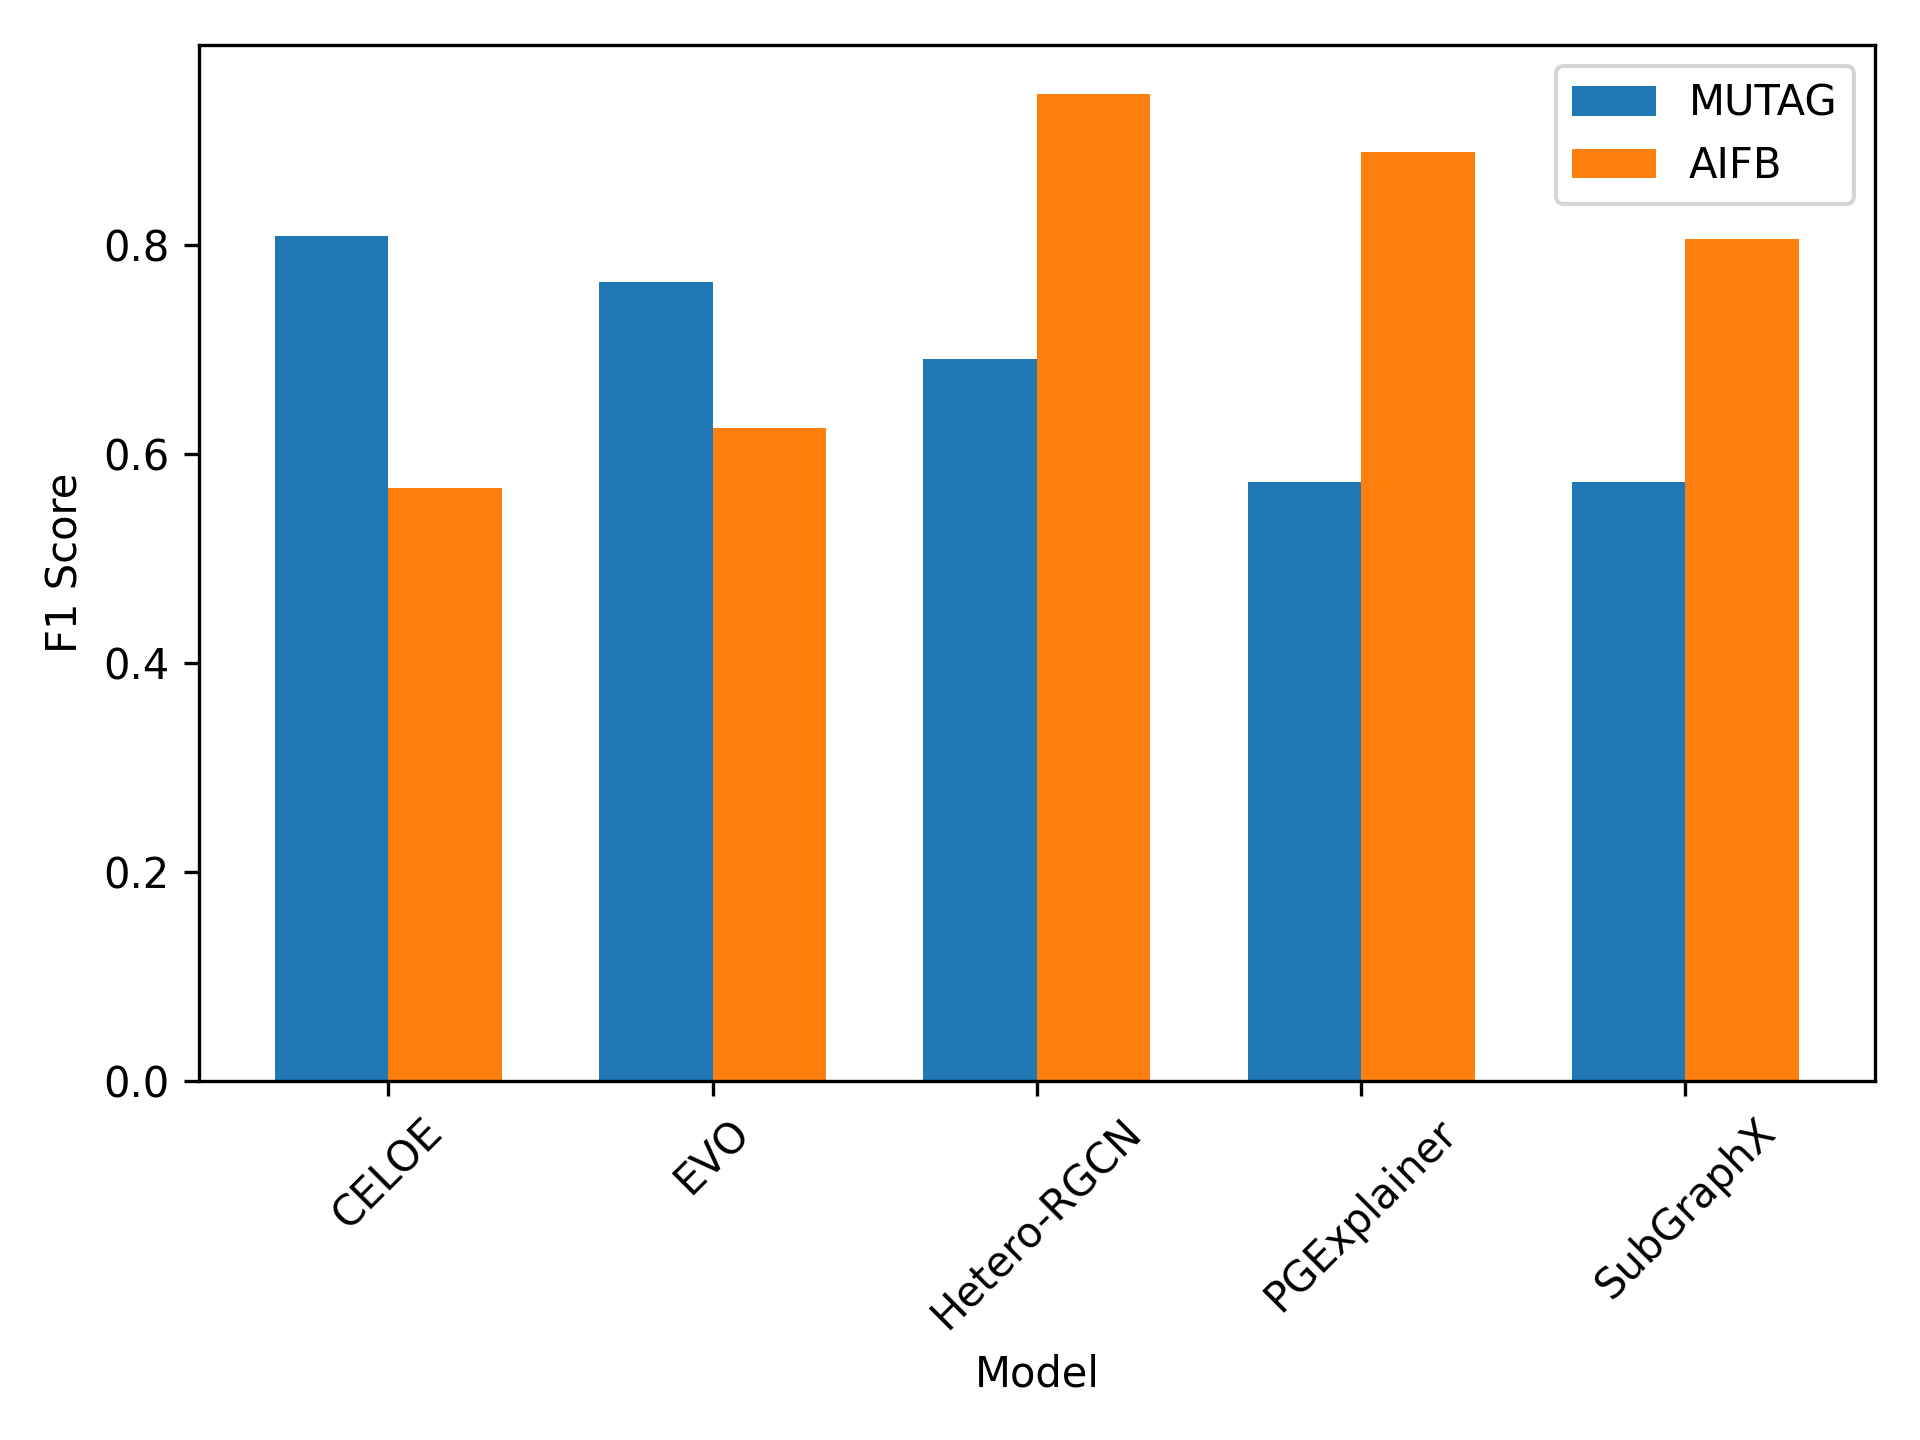 MUTAG
AIFB
0.8
0.6
0.4
0.2
0.0
F1 Score
CELOE
EVO
Hetero-RGCN
PGExplainer
SubGraphX
Model